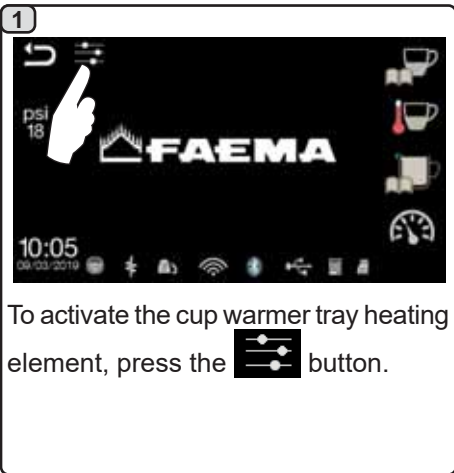 1
psi
18
FAEMA
10:05
09/03/2019
To activate the cup warmer tray heating
element, press the button.